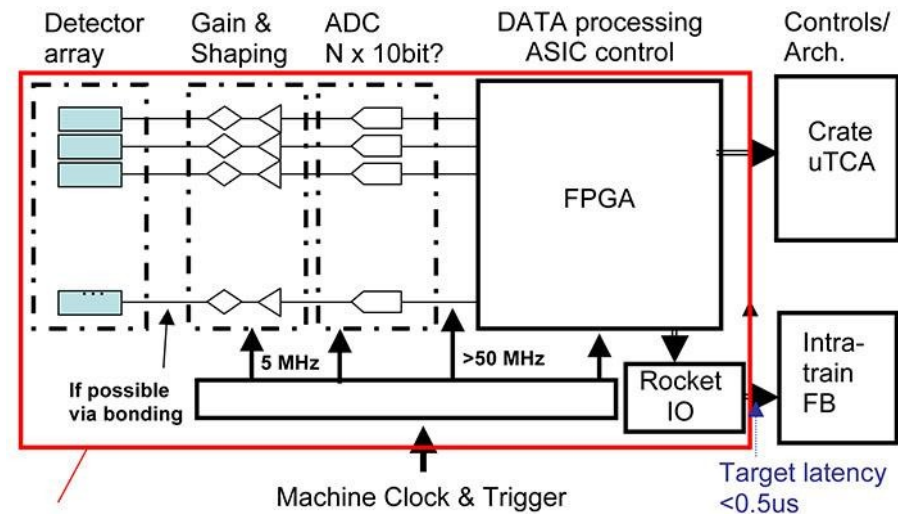 Detector
array
Gain &
Shaping
ADC
N x 10bit?
DATA processing
ASIC control
Controls/
Arch.
FPGA
Crate
uTCA
...
5 MHz
>50 MHz
If possible
via bonding
Rocket
IO
Intra-
train
FB
Machine Clock & Trigger
Target latency
<0.5us